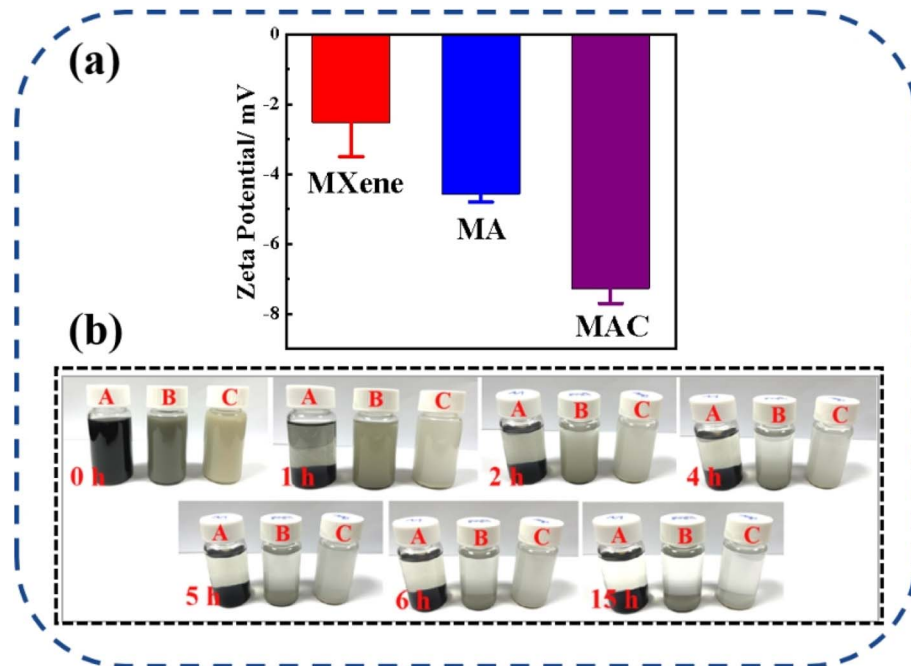 (a)
0
-2
-4
-6
-8
Zeta Potential/ mV
MXene
MA
MAC
(b)
A B C
0 h
A B C
1 h
A B C
2 h
A B C
4 h
A B C
5 h
A B C
6 h
A B C
15 h